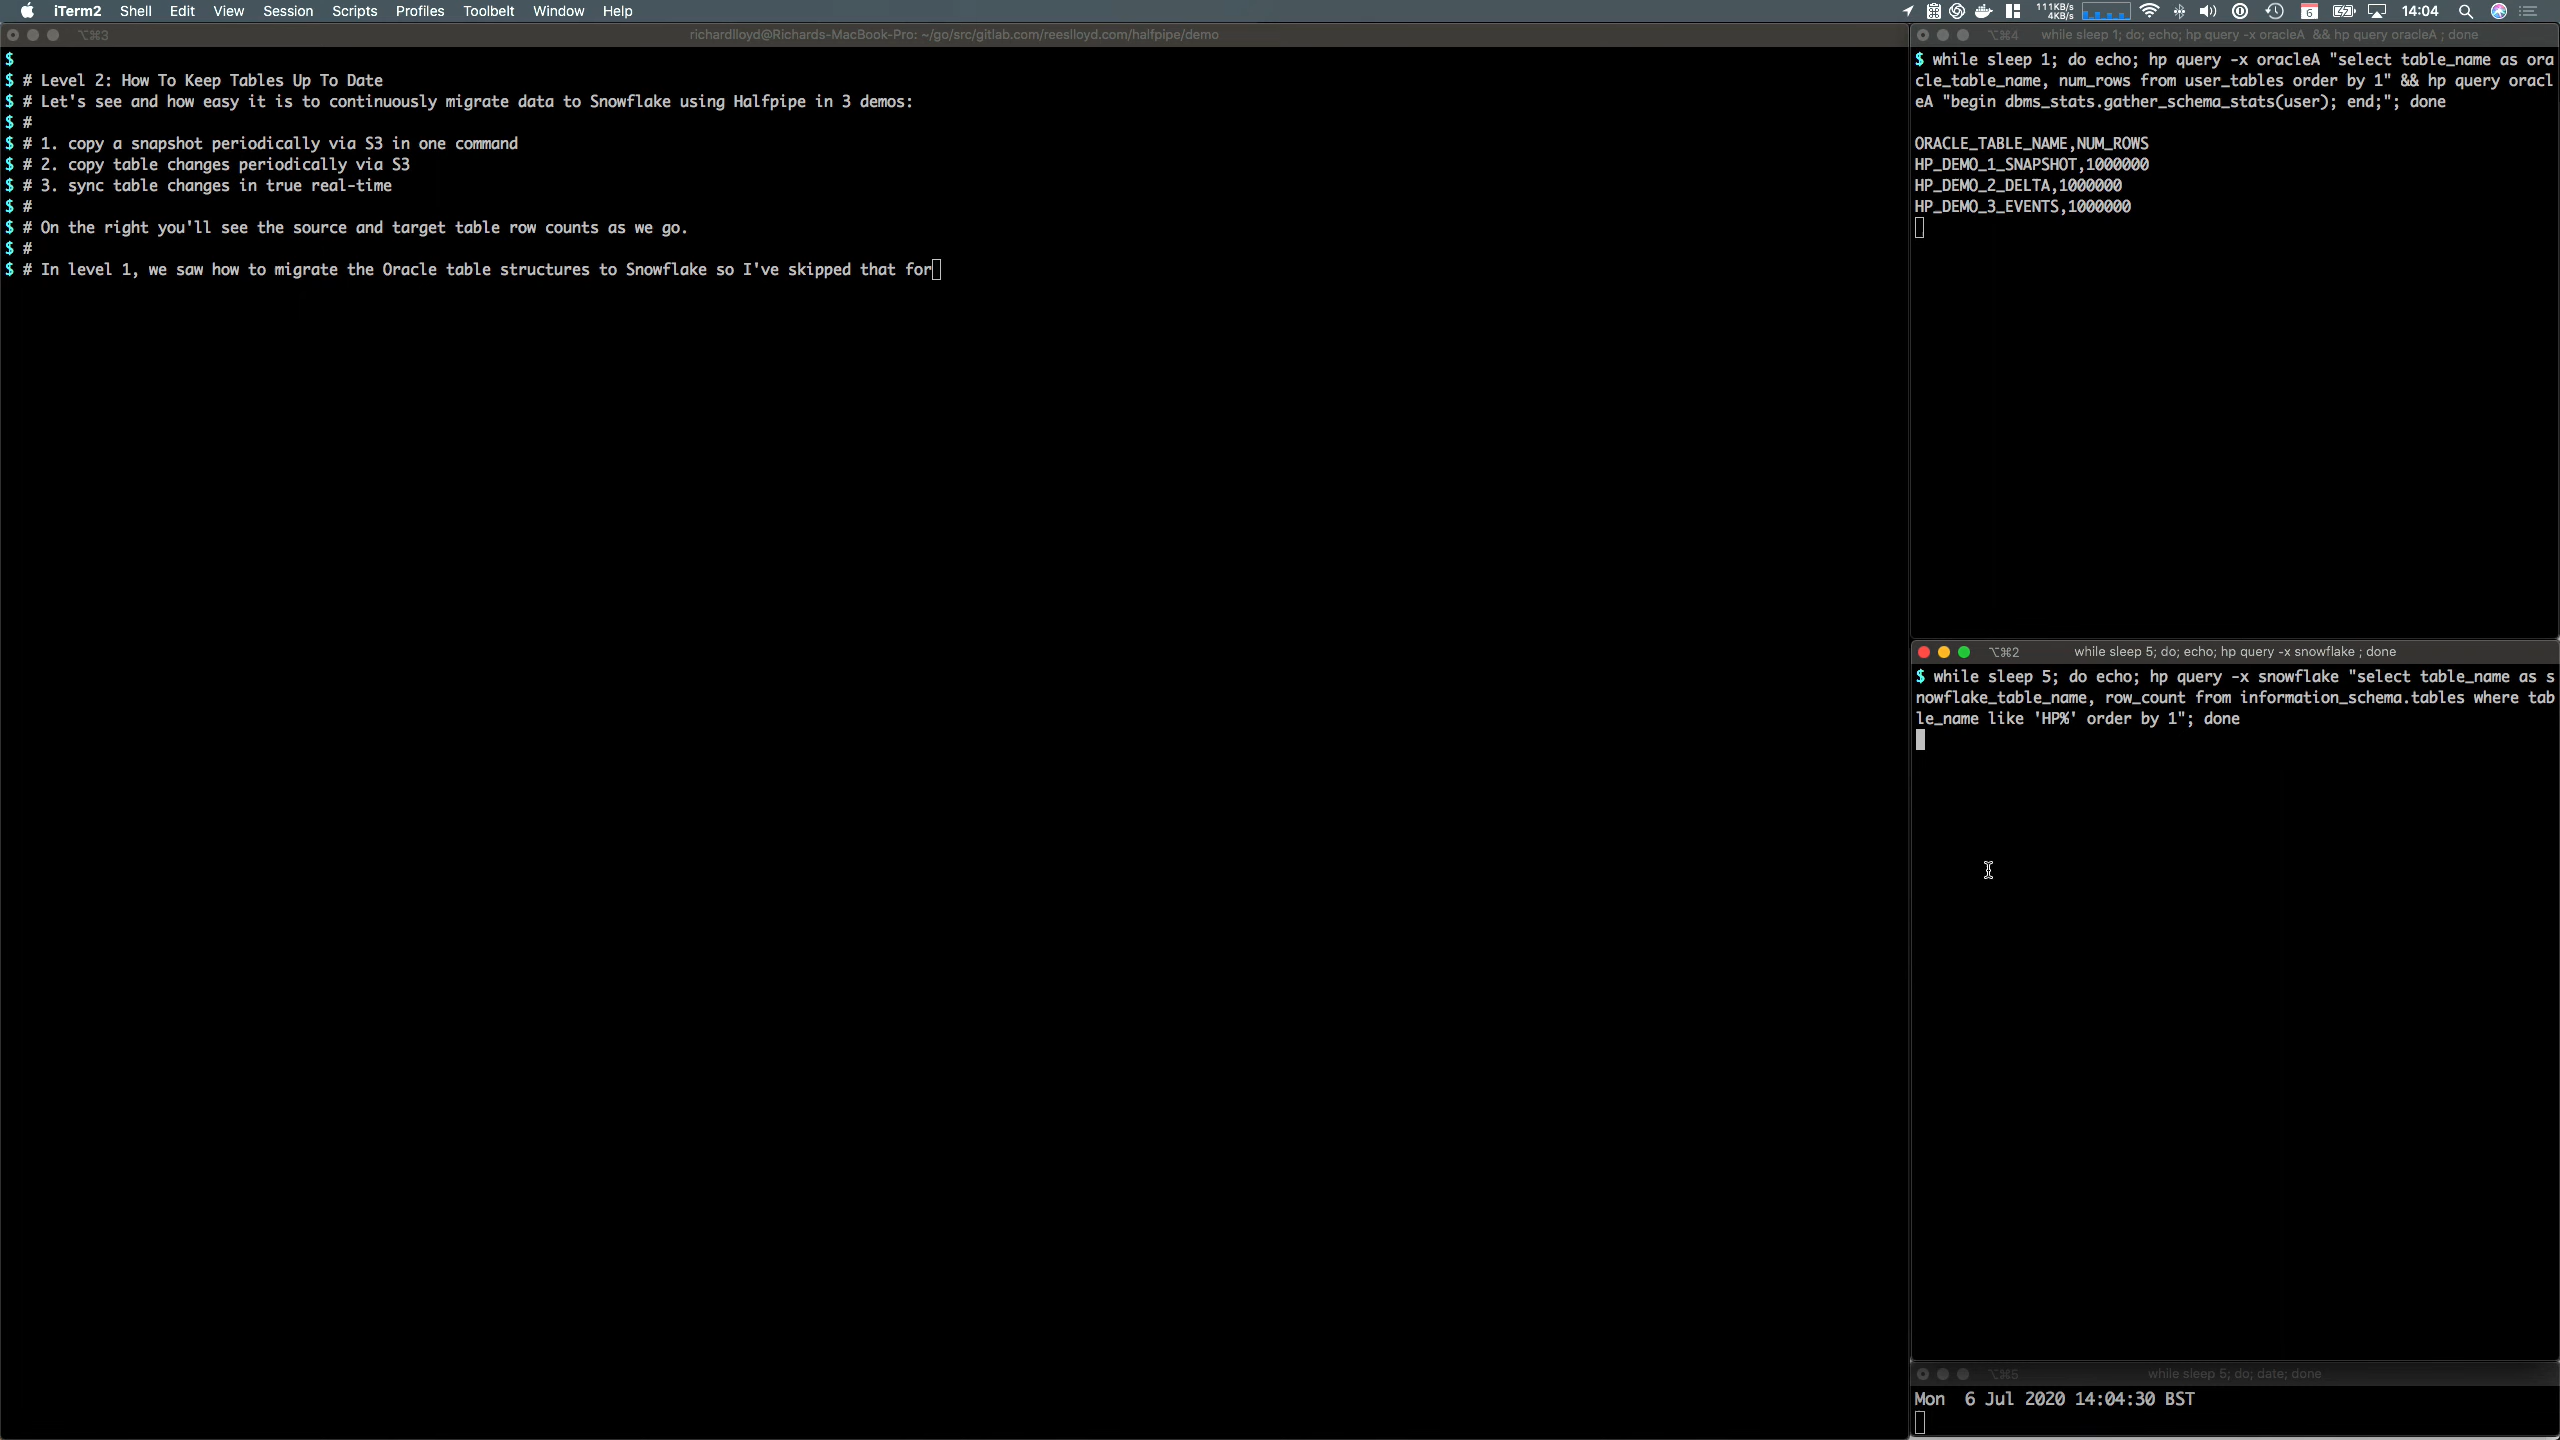 iTerm2 Shell Edit View Session Scripts Profiles Toolbelt Window Help
111KB/s
4KB/s
6
14:04
⌥⌘3 richardlloyd@Richards-MacBook-Pro: ~/go/src/gitlab.com/reeslloyd.com/halfpipe/demo
$
$ # Level 2: How To Keep Tables Up To Date
$ # Let's see and how easy it is to continuously migrate data to Snowflake using Halfpipe in 3 demos:
$ #
$ # 1. copy a snapshot periodically via S3 in one command
$ # 2. copy table changes periodically via S3
$ # 3. sync table changes in true real-time
$ #
$ # On the right you'll see the source and target table row counts as we go.
$ #
$ # In level 1, we saw how to migrate the Oracle table structures to Snowflake so I've skipped that for
⌥⌘4 while sleep 1; do; echo; hp query -x oracleA && hp query oracleA ; done
$ while sleep 1; do echo; hp query -x oracleA "select table_name as ora
cle_table_name, num_rows from user_tables order by 1" && hp query oracl
eA "begin dbms_stats.gather_schema_stats(user); end;"; done
ORACLE_TABLE_NAME,NUM_ROWS
HP_DEMO_1_SNAPSHOT,1000000
HP_DEMO_2_DELTA,1000000
HP_DEMO_3_EVENTS,1000000
⌥⌘2 while sleep 5; do; echo; hp query -x snowflake ; done
$ while sleep 5; do echo; hp query -x snowflake "select table_name as s
nowflake_table_name, row_count from information_schema.tables where tab
le_name like 'HP%' order by 1"; done
⌥⌘5 while sleep 5; do; date; done
Mon  6 Jul 2020 14:04:30 BST